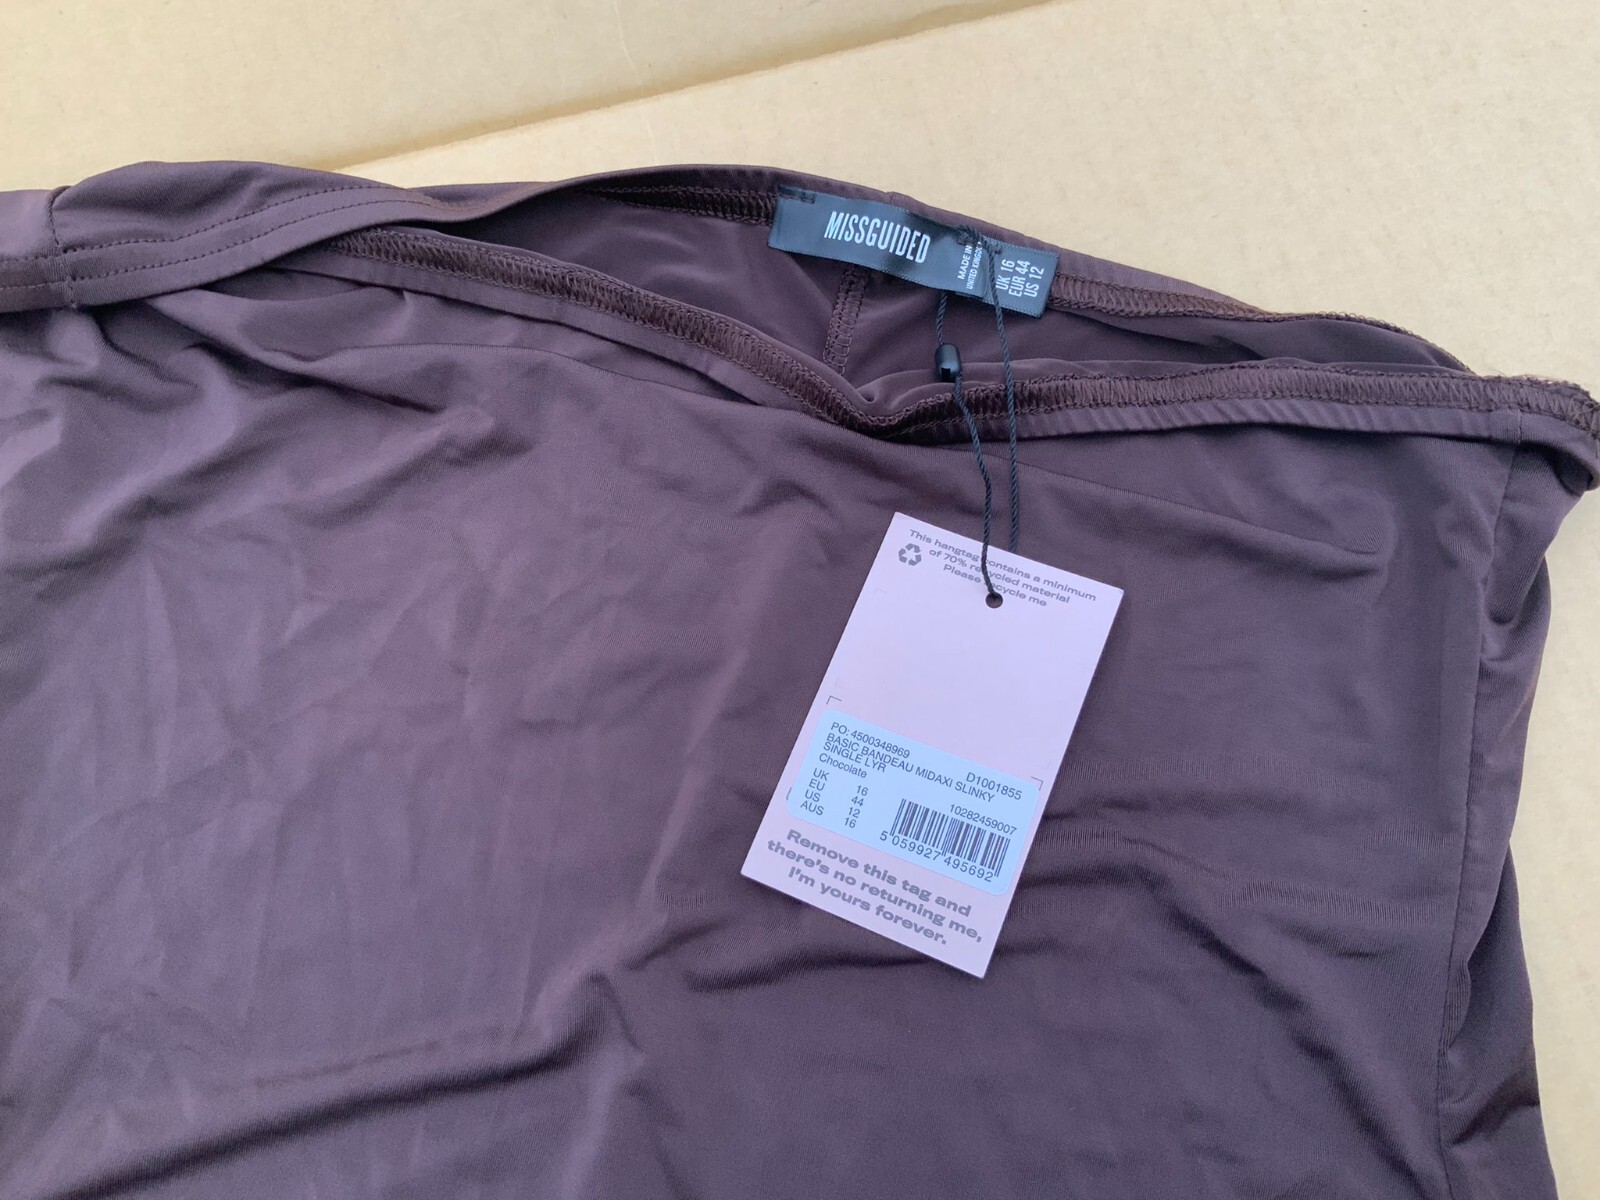 MISSGUIDED
MADE IN
UNITED KINGDOM
UK 16
EUR 44
US 12
This hangtag contains a minimum
of 70% recycled material
Please recycle me
PO: 4500348969
D1001855
BASIC BANDEAU MIDAXI SLINKY
SINGLE LYR
Chocolate
UK 16
EU 44
US 12
AUS 16
10282459007
5 059927 495692
Remove this tag and
there's no returning me,
I'm yours forever.